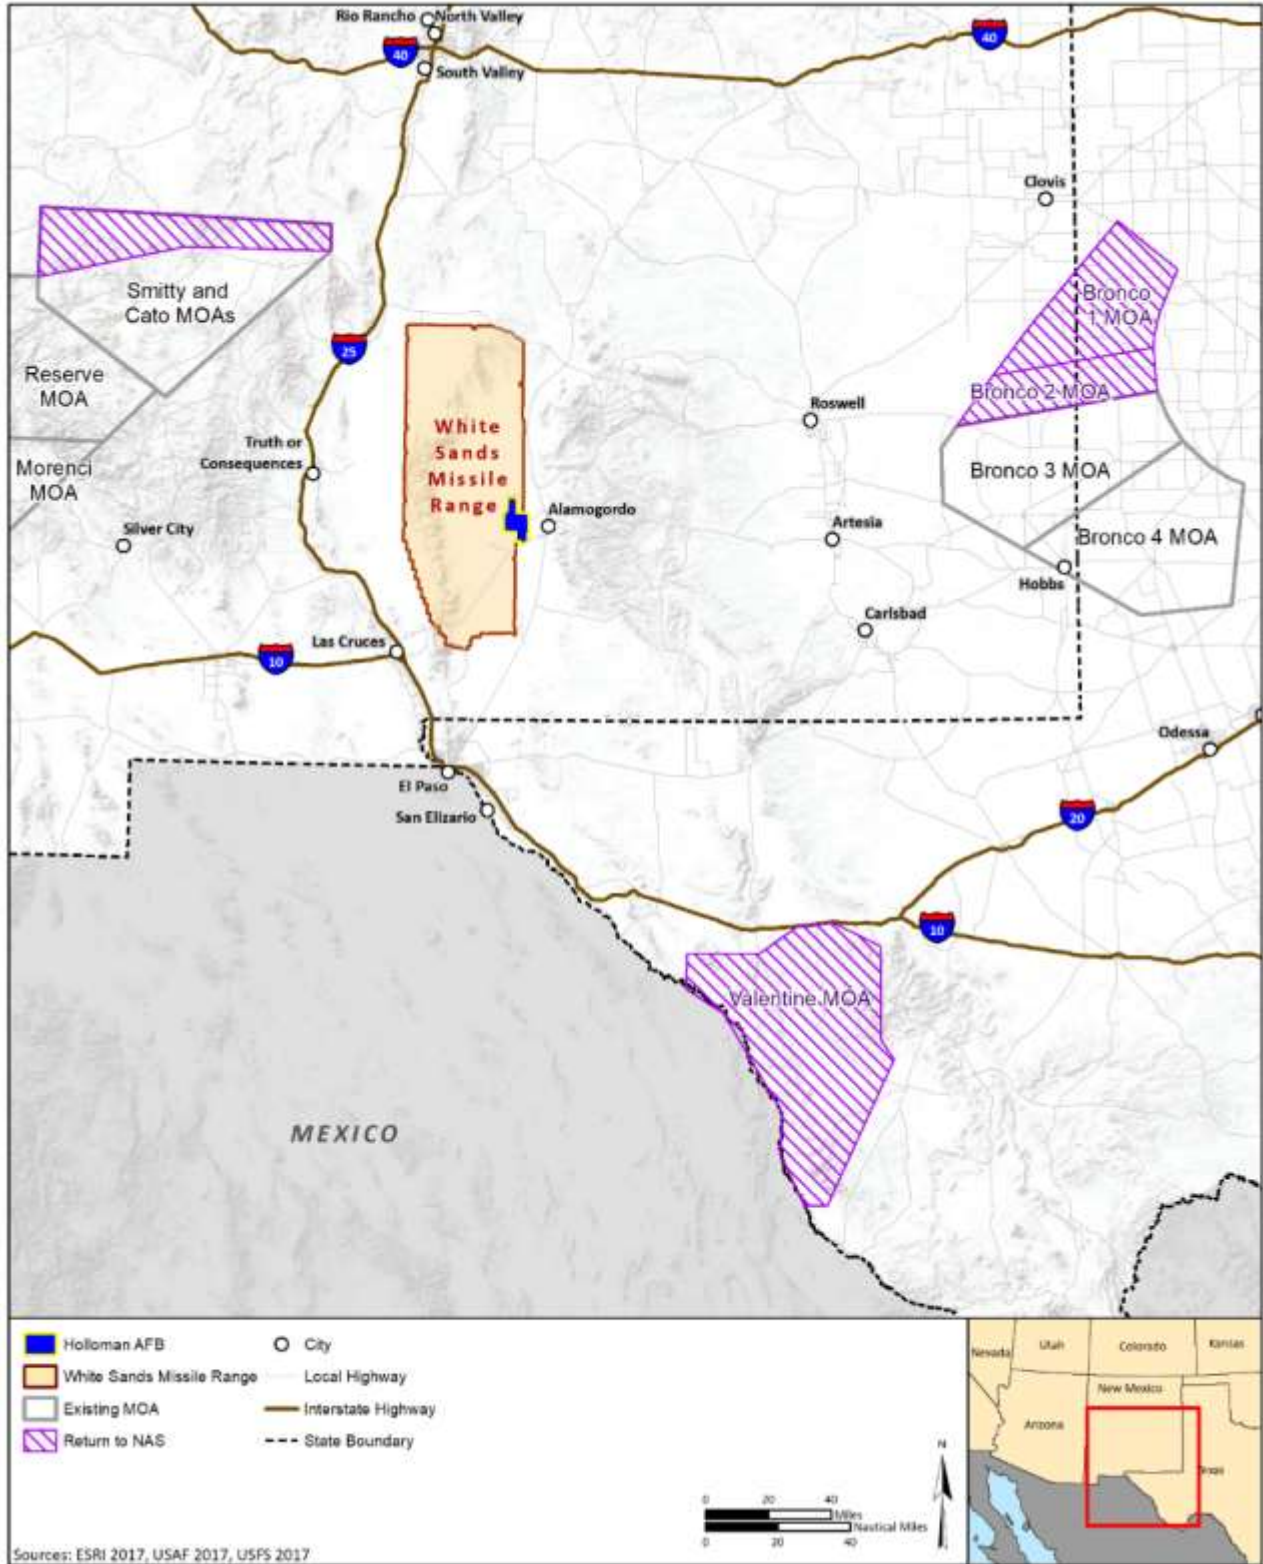 Rio Rancho
North Valley
40
40
South Valley
Clovis
Smitty and
Cato MOAs
Bronco
1 MOA
25
Reserve
MOA
Bronco 2 MOA
Roswell
White
Sands
Missile
Range
Truth or
Consequences
Morenci
MOA
Bronco 3 MOA
Alamogordo
Silver City
Artesia
Bronco 4 MOA
Hobbs
Carlsbad
Las Cruces
10
Odessa
El Paso
San Elizario
20
10
Valentine MOA
MEXICO
Holloman AFB
City
White Sands Missile Range
Local Highway
Existing MOA
Interstate Highway
Return to NAS
State Boundary
N
0 20 40
Miles
Nautical Miles
0 20 40
Nevada
Utah
Colorado
Kansas
New Mexico
Arizona
Texas
Sources: ESRI 2017, USAF 2017, USFS 2017